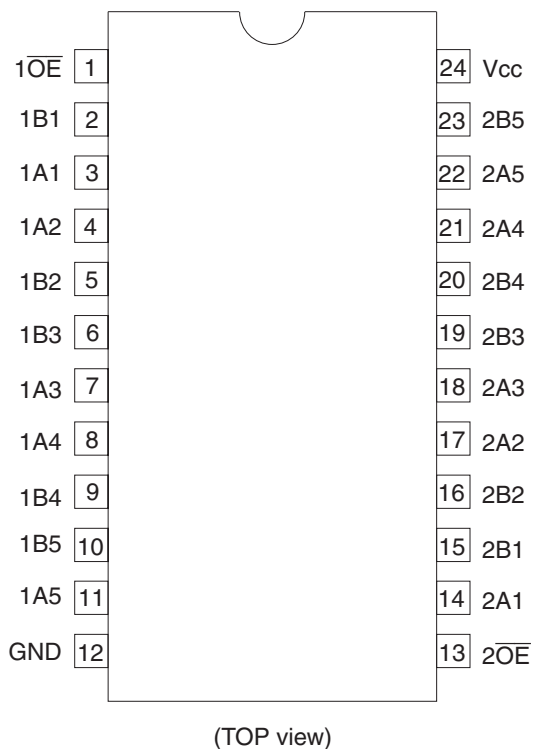 1O̅E̅ 1 24 Vcc
1B1 2 23 2B5
1A1 3 22 2A5
1A2 4 21 2A4
1B2 5 20 2B4
1B3 6 19 2B3
1A3 7 18 2A3
1A4 8 17 2A2
1B4 9 16 2B2
1B5 10 15 2B1
1A5 11 14 2A1
GND 12 13 2O̅E̅
(TOP view)